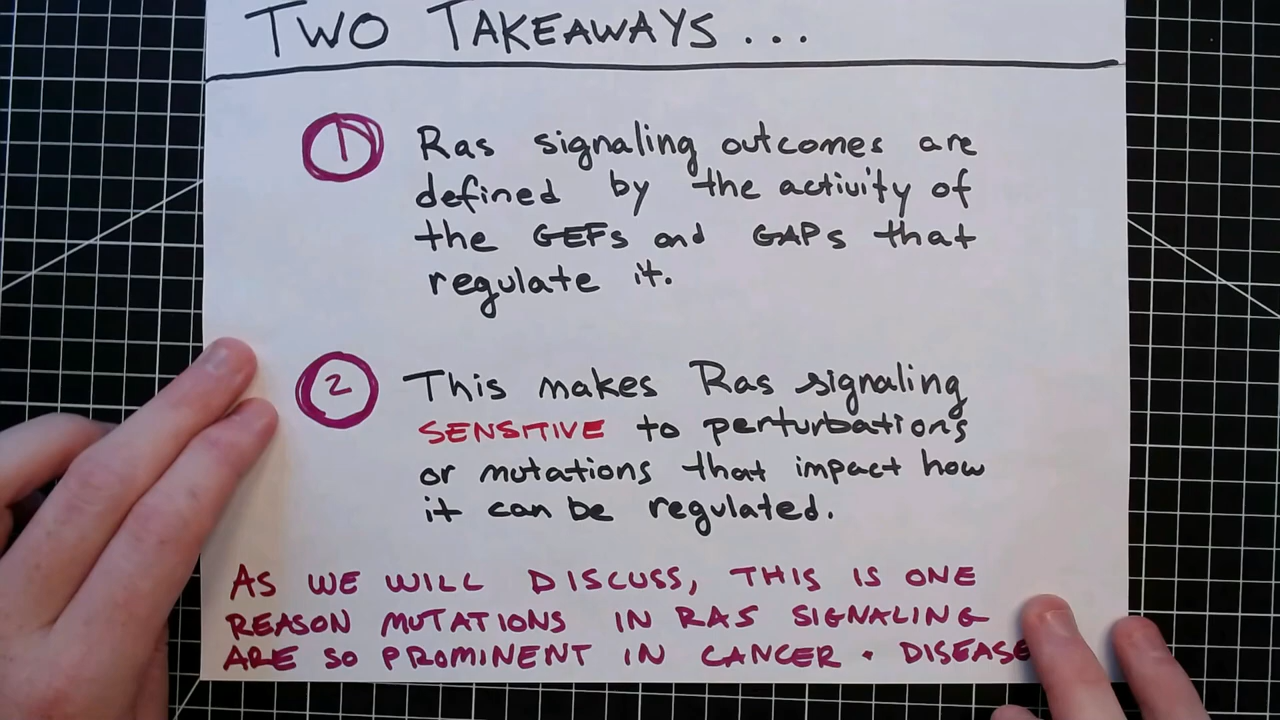 TWO TAKEAWAYS...
1 Ras signaling outcomes are
defined by the activity of
the GEFs and GAPs that
regulate it.
2 This makes Ras signaling
SENSITIVE to perturbations
or mutations that impact how
it can be regulated.
AS WE WILL DISCUSS, THIS IS ONE
REASON MUTATIONS IN RAS SIGNALING
ARE SO PROMINENT IN CANCER + DISEASE